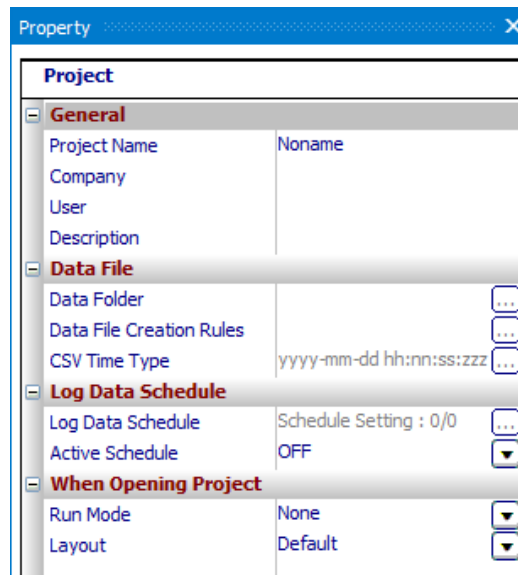 Property
Project
General
Project Name Noname
Company
User
Description
Data File
Data Folder ...
Data File Creation Rules ...
CSV Time Type yyyy-mm-dd hh:nn:ss:zzz ...
Log Data Schedule
Log Data Schedule Schedule Setting : 0/0 ...
Active Schedule OFF
When Opening Project
Run Mode None
Layout Default